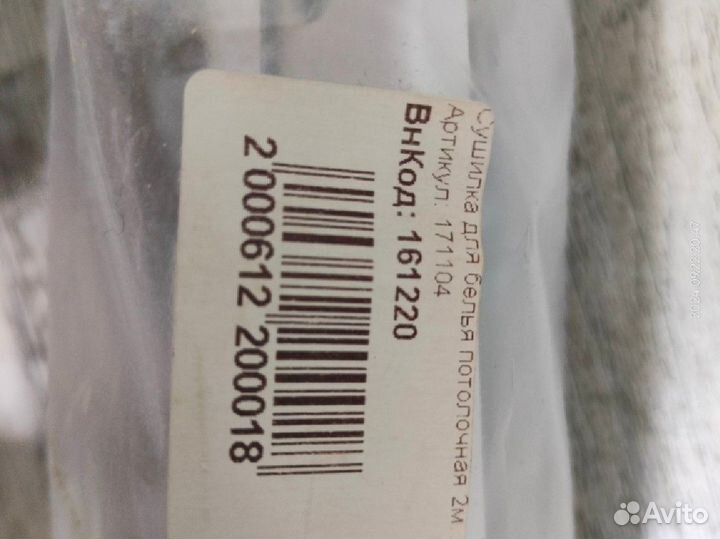 Сушилка для белья потолочная 2м
Артикул: 171104
ВнКод: 161220
2 000612 200018
Avito